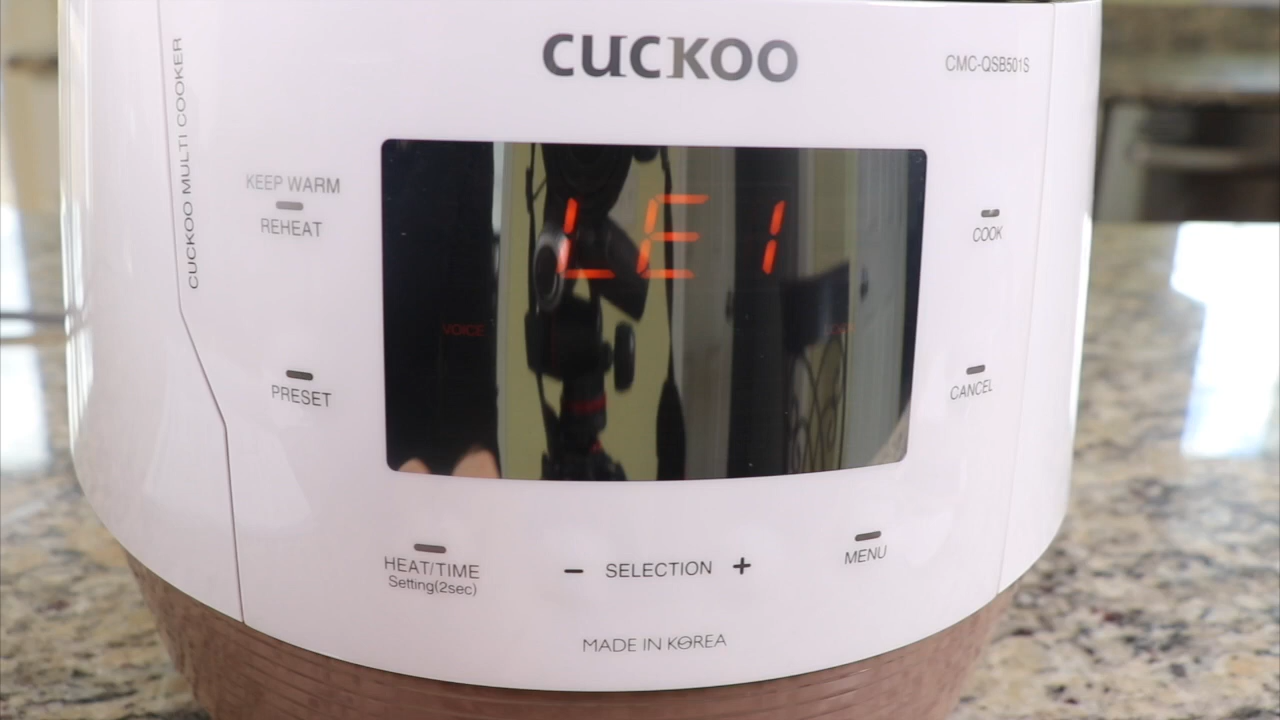 CUCKOO
CMC-QSB501S
CUCKOO MULTI COOKER
KEEP WARM
REHEAT
LE 1
COOK
VOICE
PRESET
CANCEL
HEAT/TIME
Setting(2sec)
− SELECTION +
MENU
MADE IN KOREA